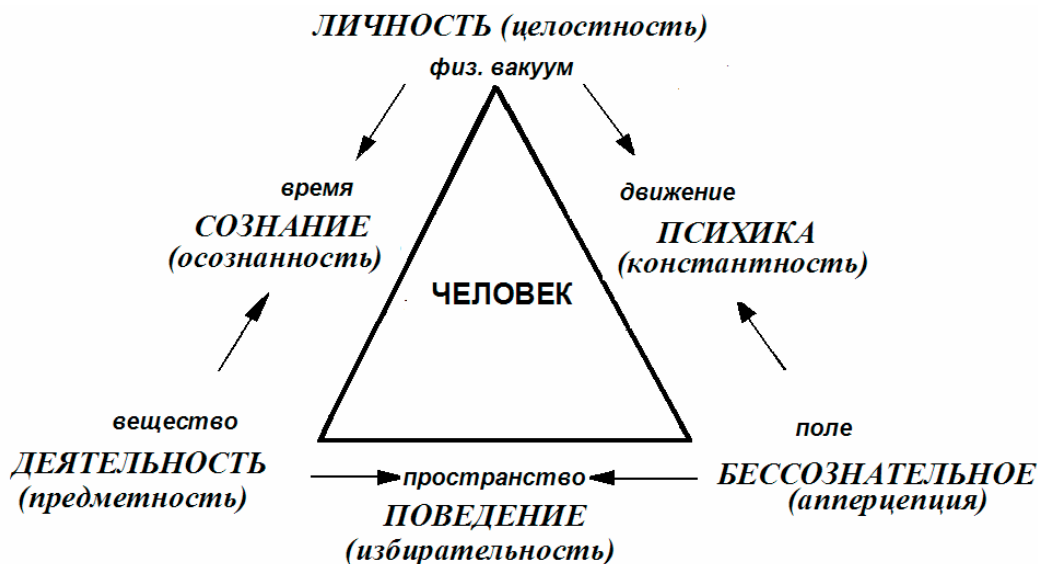 ЛИЧНОСТЬ (целостность)
физ. вакуум
время
СОЗНАНИЕ
(осознанность)
движение
ПСИХИКА
(константность)
ЧЕЛОВЕК
вещество
ДЕЯТЕЛЬНОСТЬ
(предметность)
пространство
ПОВЕДЕНИЕ
(избирательность)
поле
БЕССОЗНАТЕЛЬНОЕ
(апперцепция)